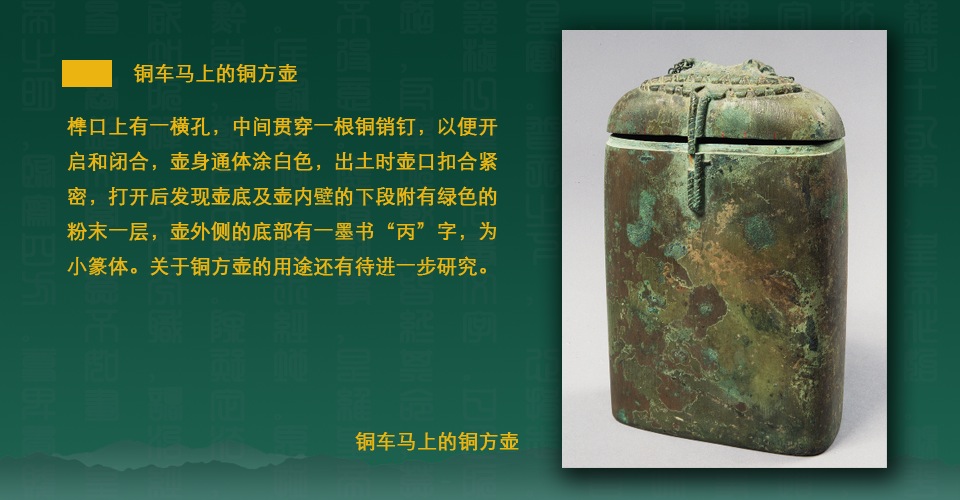 铜车马上的铜方壶
榫口上有一横孔，中间贯穿一根铜销钉，以便开
启和闭合，壶身通体涂白色，出土时壶口扣合紧
密，打开后发现壶底及壶内壁的下段附有绿色的
粉末一层，壶外侧的底部有一墨书“丙”字，为
小篆体。关于铜方壶的用途还有待进一步研究。
铜车马上的铜方壶